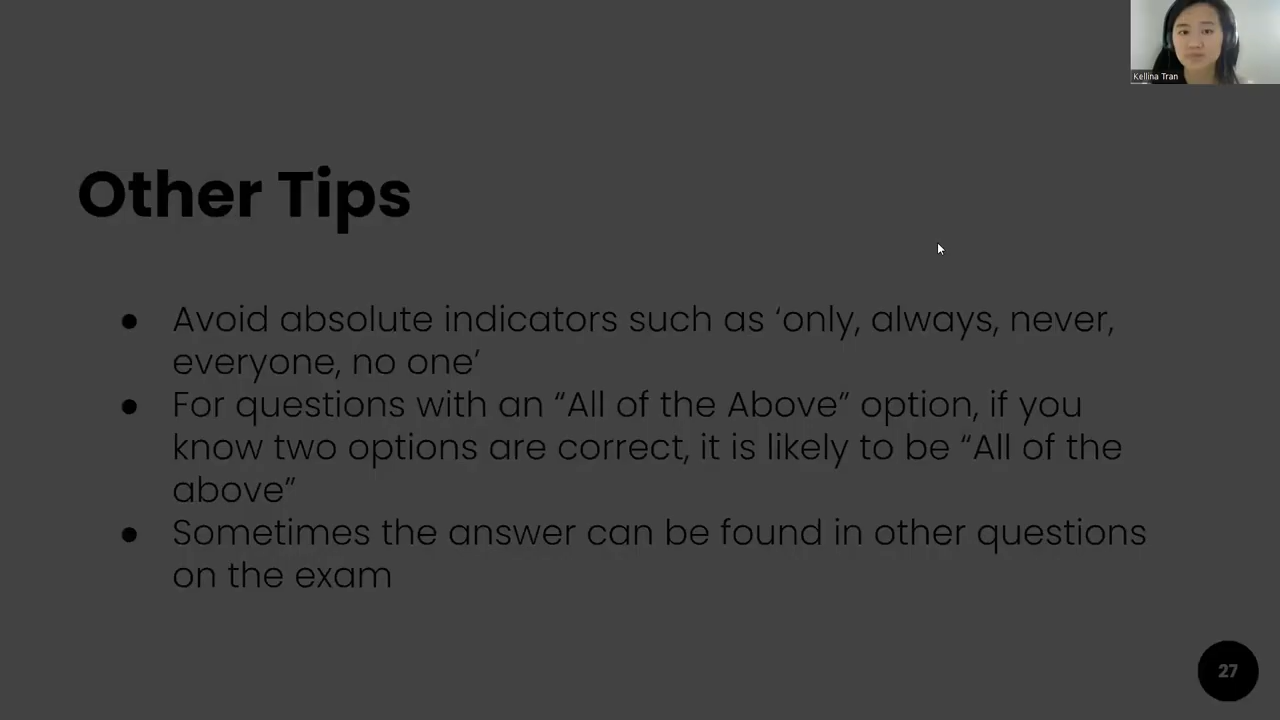 Kellina Tran
Other Tips
● Avoid absolute indicators such as ‘only, always, never,
everyone, no one’
● For questions with an “All of the Above” option, if you
know two options are correct, it is likely to be “All of the
above”
● Sometimes the answer can be found in other questions
on the exam
27